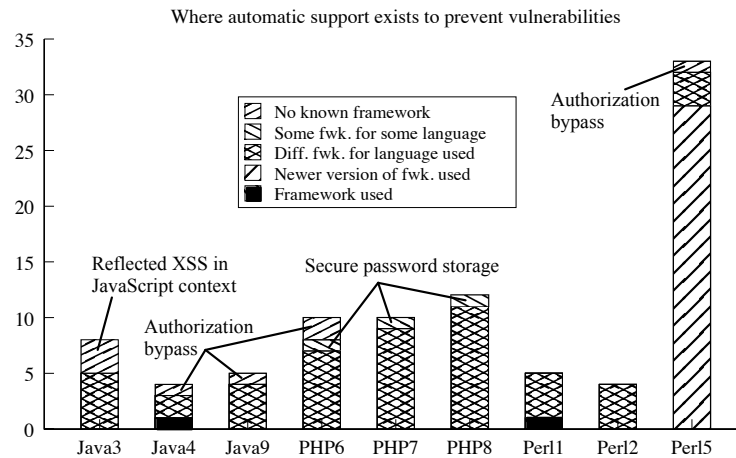 Where automatic support exists to prevent vulnerabilities
35
30
25
20
15
10
5
0
No known framework
Some fwk. for some language
Diff. fwk. for language used
Newer version of fwk. used
Framework used
Authorization
bypass
Reflected XSS in
JavaScript context
Secure password storage
Authorization
bypass
Java3 Java4 Java9 PHP6 PHP7 PHP8 Perl1 Perl2 Perl5